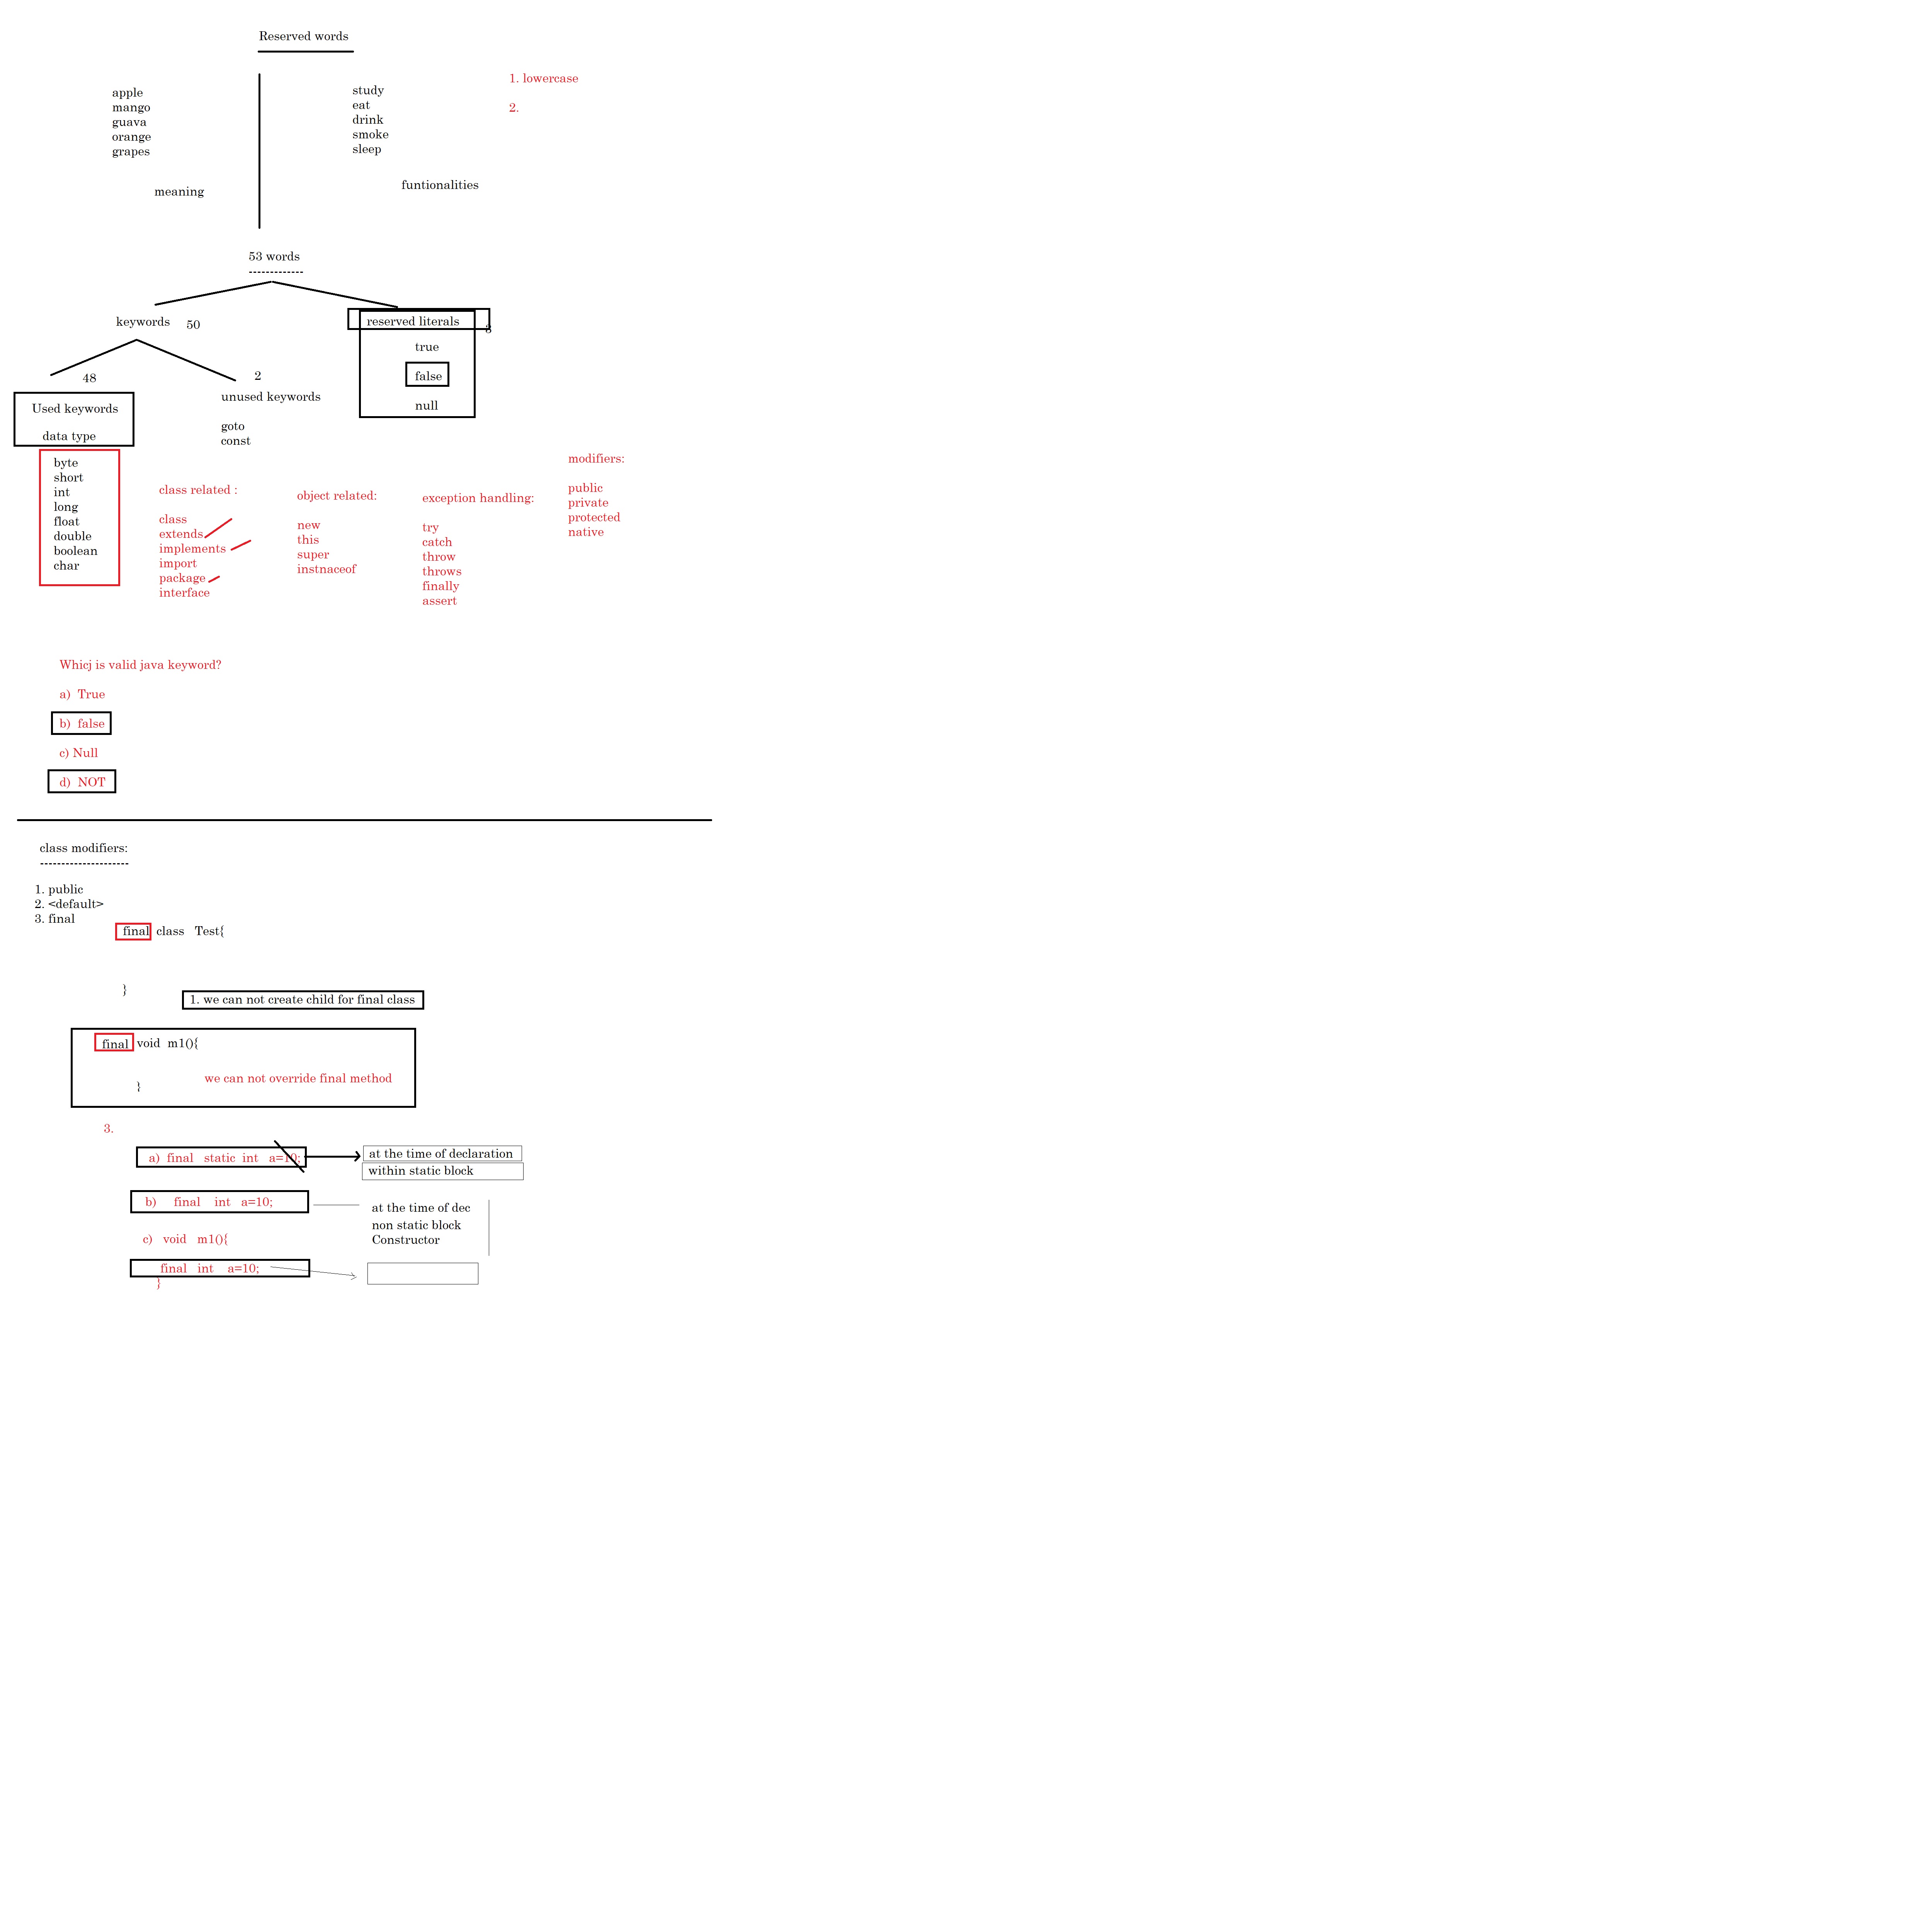 Reserved words
1. lowercase
2.
apple
mango
guava
orange
grapes
meaning
study
eat
drink
smoke
sleep
funtionalities
53 words
-------------
keywords 50
reserved literals 3
true
false
null
48
Used keywords
data type
byte
short
int
long
float
double
boolean
char
2
unused keywords
goto
const
class related :
class
extends
implements
import
package
interface
object related:
new
this
super
instnaceof
exception handling:
try
catch
throw
throws
finally
assert
modifiers:
public
private
protected
native
Whicj is valid java keyword?
a) True
b) false
c) Null
d) NOT
class modifiers:
---------------------
1. public
2. <default>
3. final
final class Test{
}
1. we can not create child for final class
final void m1(){
}
we can not override final method
3.
a) final static int a=10;
at the time of declaration
within static block
b) final int a=10;
at the time of dec
non static block
Constructor
c) void m1(){
final int a=10;
}